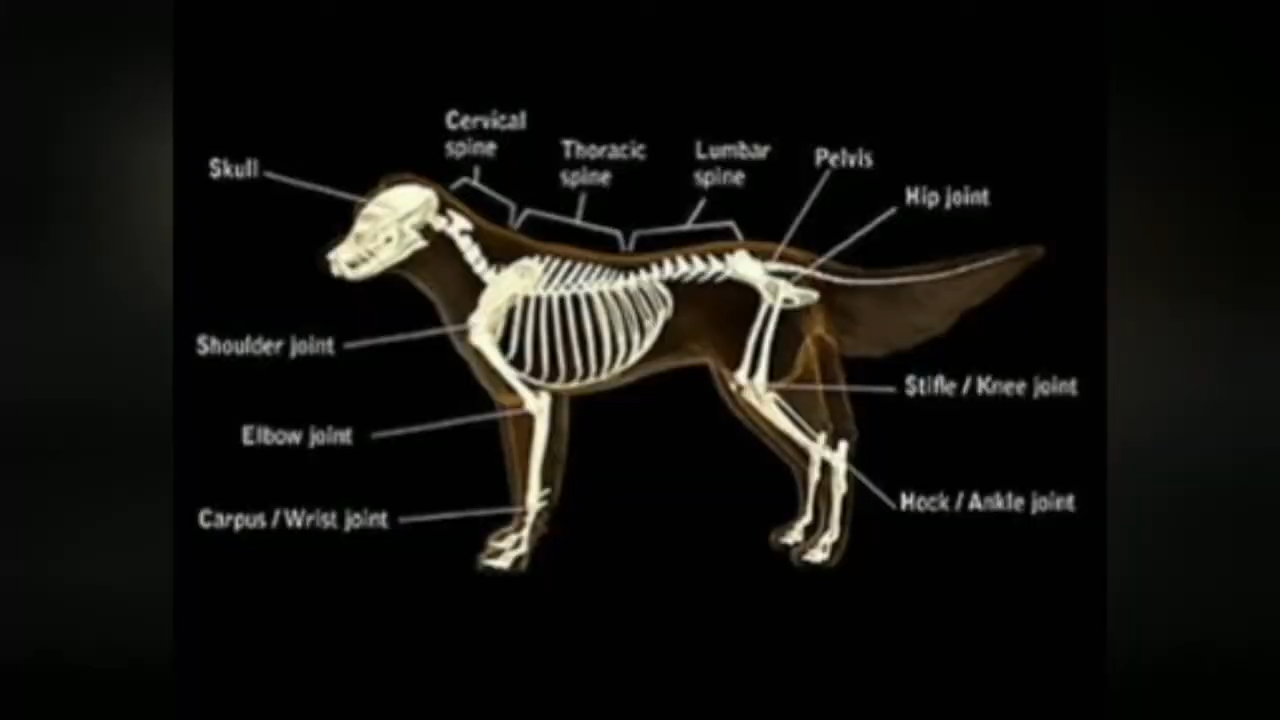 Cervical
spine
Thoracic
spine
Lumbar
spine
Pelvis
Skull
Hip joint
Shoulder joint
Stifle / Knee joint
Elbow joint
Hock / Ankle joint
Carpus / Wrist joint